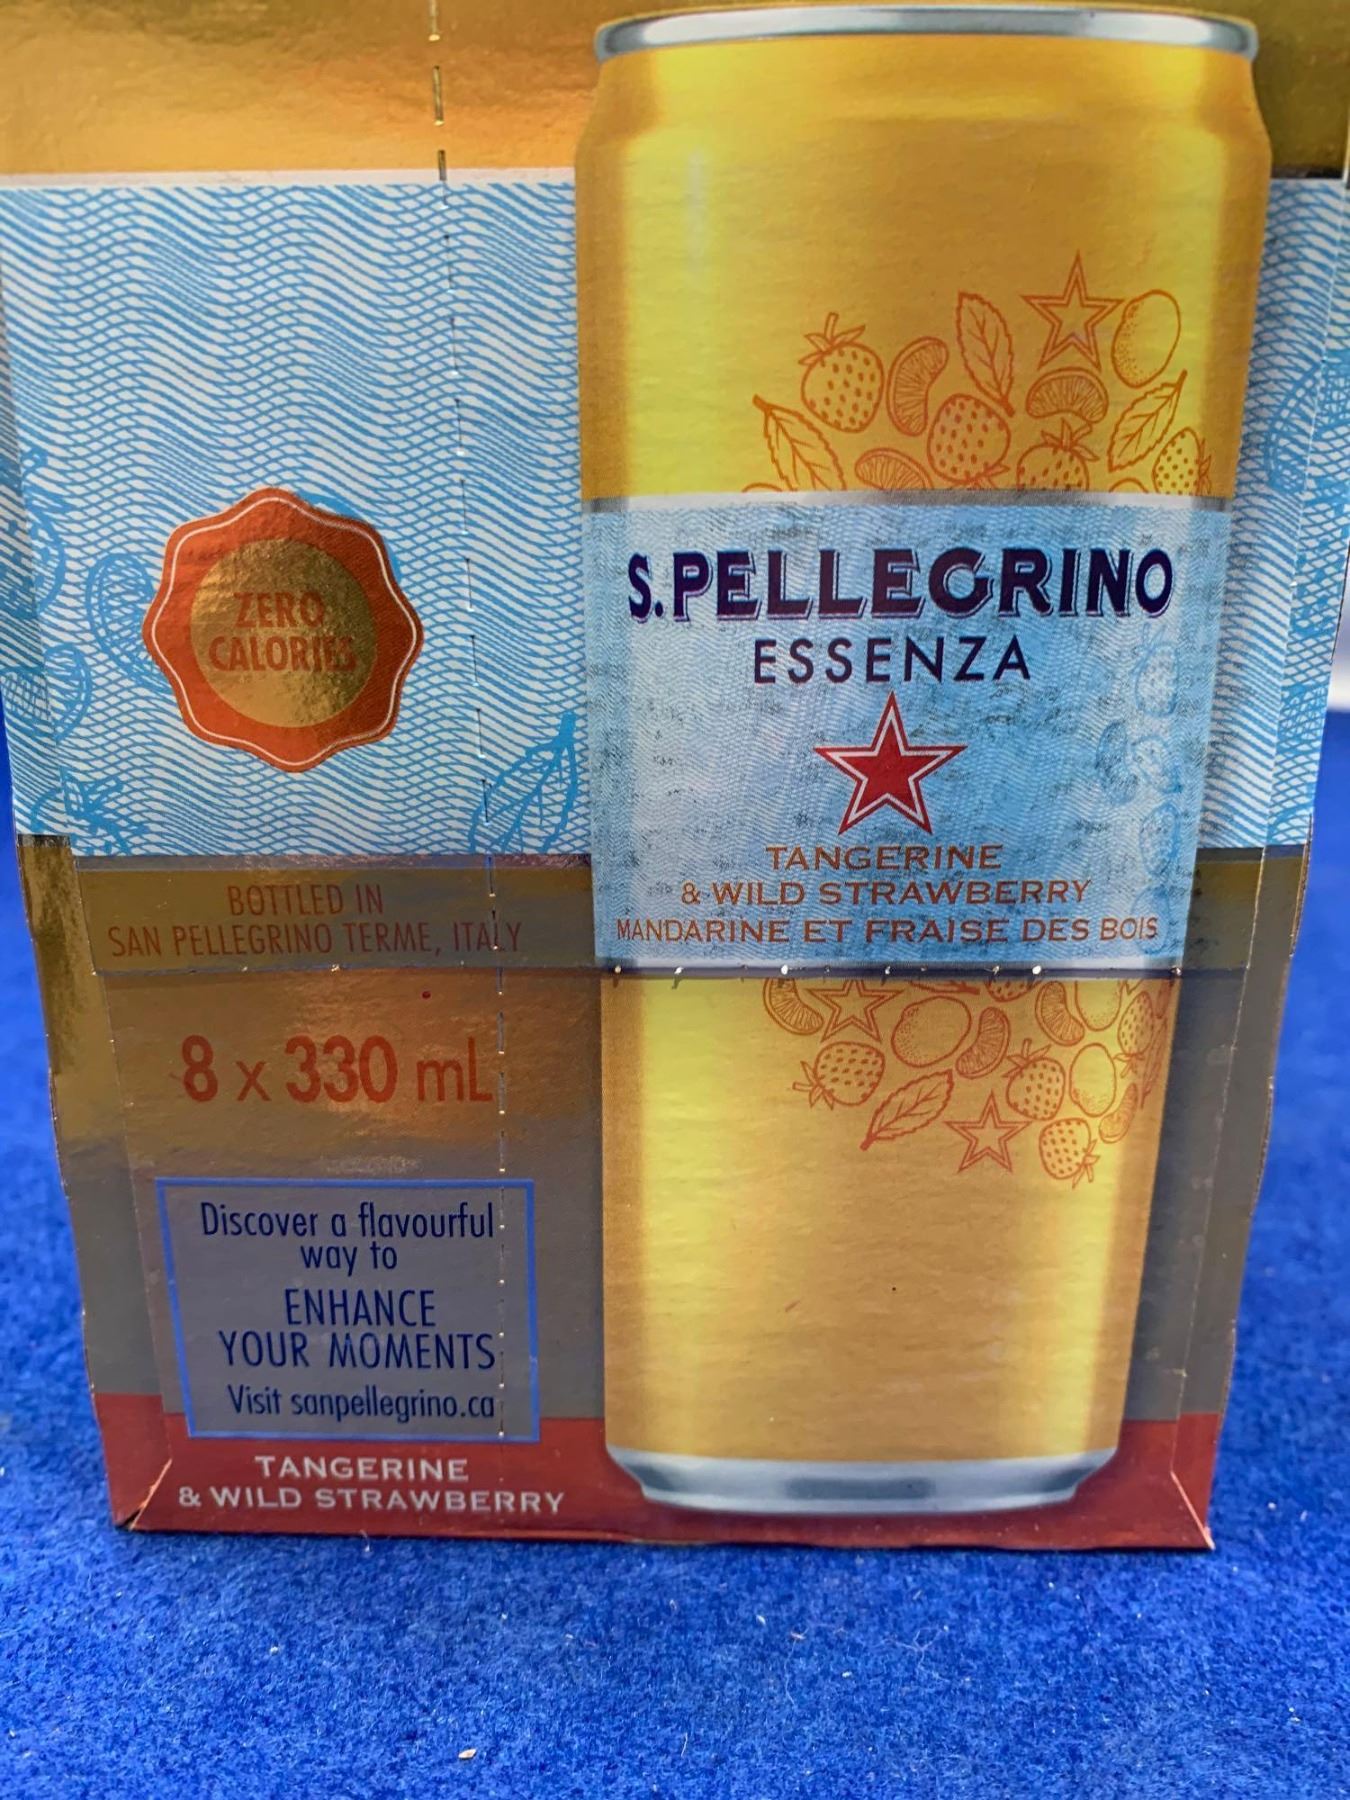 ZERO
CALORIES
BOTTLED IN
SAN PELLEGRINO TERME, ITALY
8 x 330 mL
Discover a flavourful
way to
ENHANCE
YOUR MOMENTS
Visit sanpellegrino.ca
TANGERINE
& WILD STRAWBERRY
S.PELLEGRINO
ESSENZA
TANGERINE
& WILD STRAWBERRY
MANDARINE ET FRAISE DES BOIS